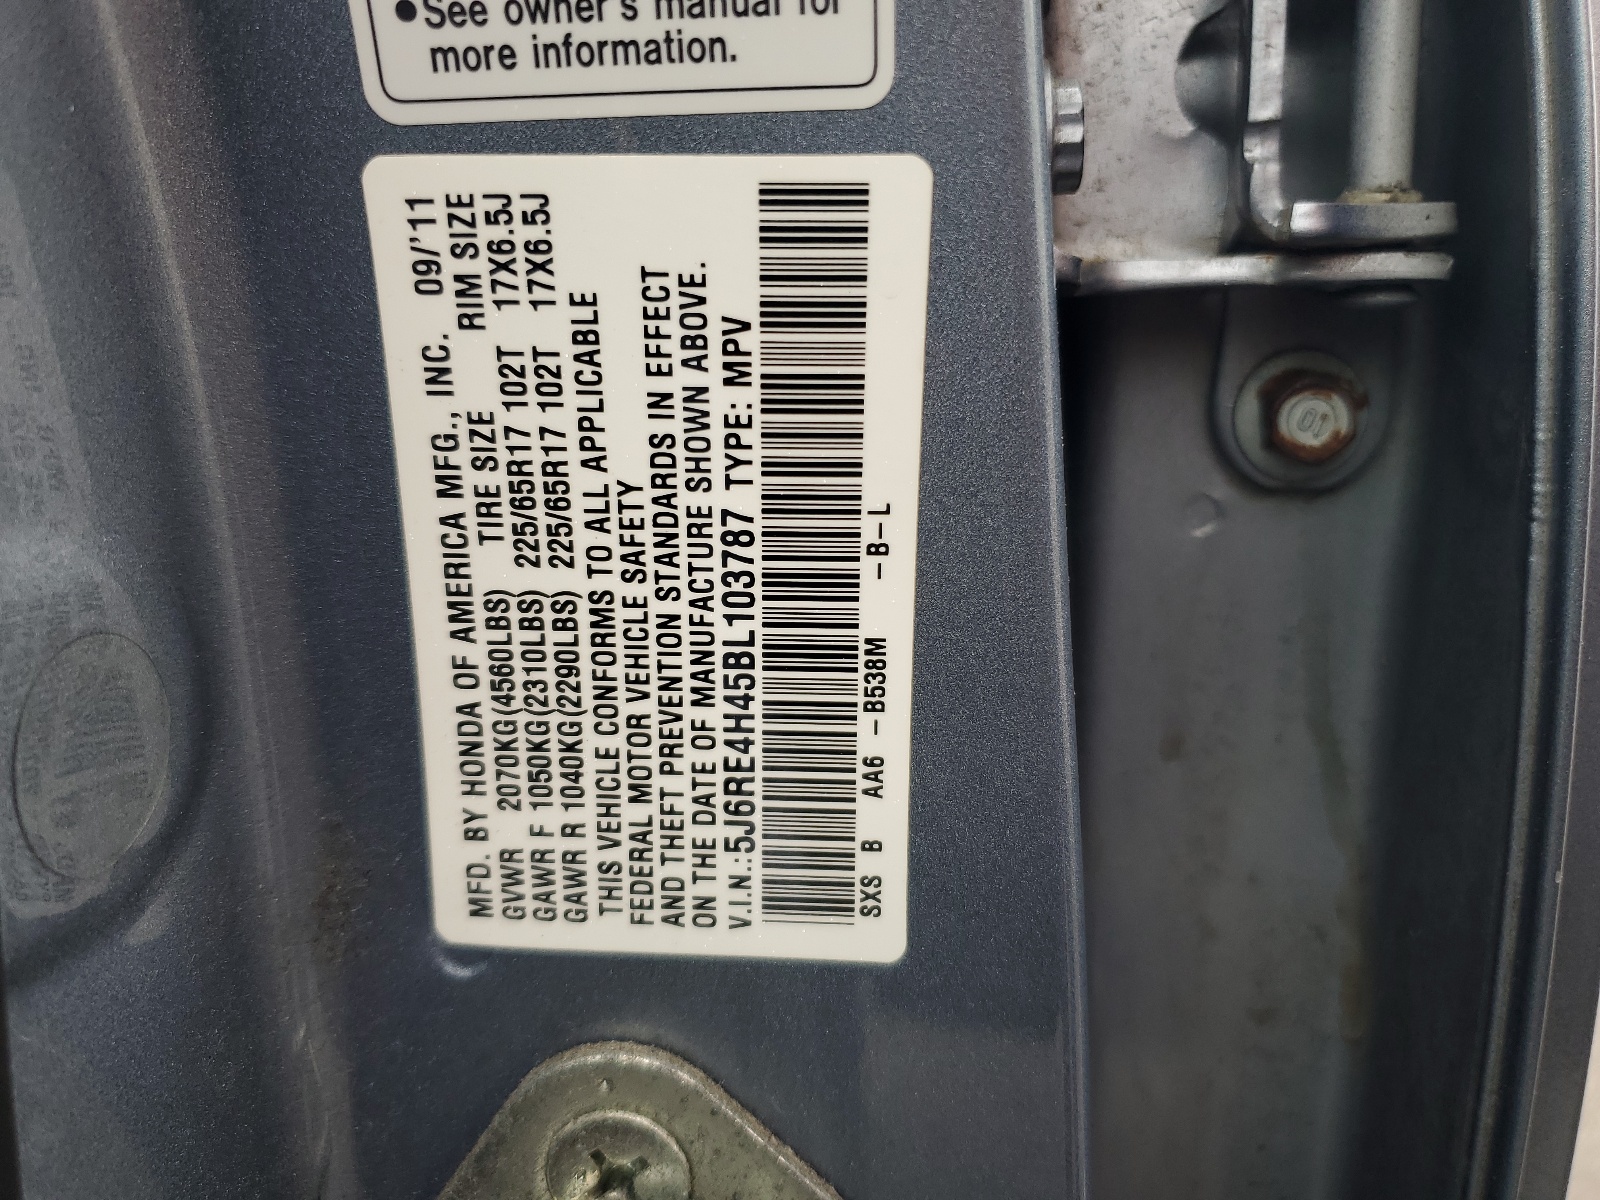 ●See owner's manual for
more information.
MFD. BY HONDA OF AMERICA MFG., INC. 09/'11
TIRE SIZE RIM SIZE
GVWR 2070KG(4560LBS)
GAWR F 1050KG(2310LBS) 225/65R17 102T 17X6.5J
GAWR R 1040KG(2290LBS) 225/65R17 102T 17X6.5J
THIS VEHICLE CONFORMS TO ALL APPLICABLE
FEDERAL MOTOR VEHICLE SAFETY
AND THEFT PREVENTION STANDARDS IN EFFECT
ON THE DATE OF MANUFACTURE SHOWN ABOVE.
V.I.N.:5J6RE4H45BL103787 TYPE: MPV
SXS B AA6 -B538M -B-L
01